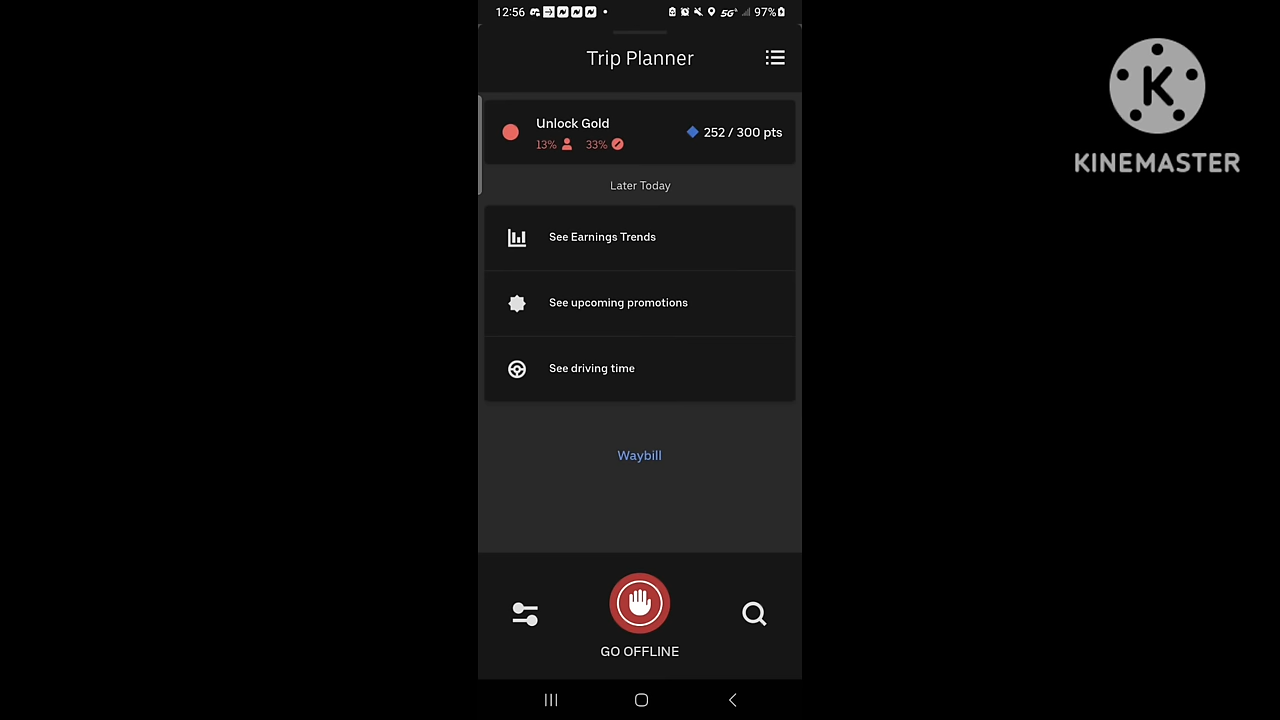 12:56 5G 97%
Trip Planner
Unlock Gold
13% 33%
252 / 300 pts
Later Today
See Earnings Trends
See upcoming promotions
See driving time
Waybill
GO OFFLINE
K
KINEMASTER